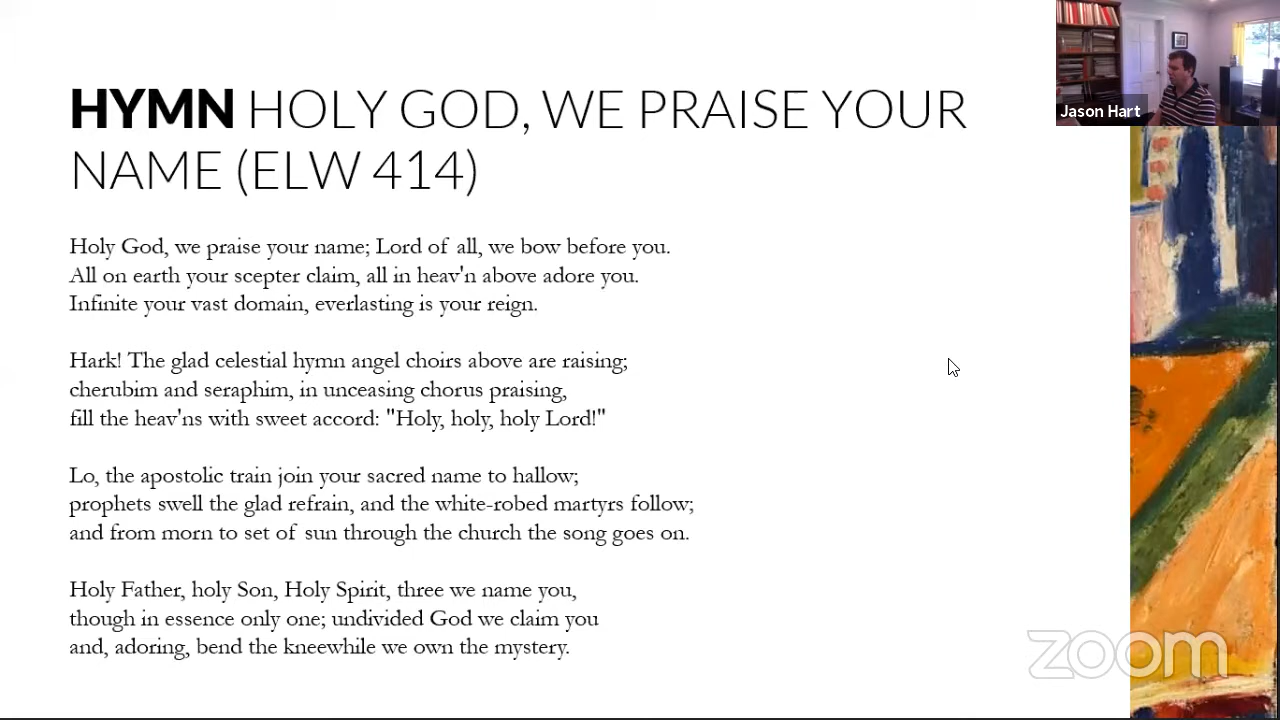 HYMN HOLY GOD, WE PRAISE YOUR
NAME (ELW 414)
Holy God, we praise your name; Lord of all, we bow before you.
All on earth your scepter claim, all in heav'n above adore you.
Infinite your vast domain, everlasting is your reign.
Hark! The glad celestial hymn angel choirs above are raising;
cherubim and seraphim, in unceasing chorus praising,
fill the heav'ns with sweet accord: "Holy, holy, holy Lord!"
Lo, the apostolic train join your sacred name to hallow;
prophets swell the glad refrain, and the white-robed martyrs follow;
and from morn to set of sun through the church the song goes on.
Holy Father, holy Son, Holy Spirit, three we name you,
though in essence only one; undivided God we claim you
and, adoring, bend the kneewhile we own the mystery.
Jason Hart
zoom